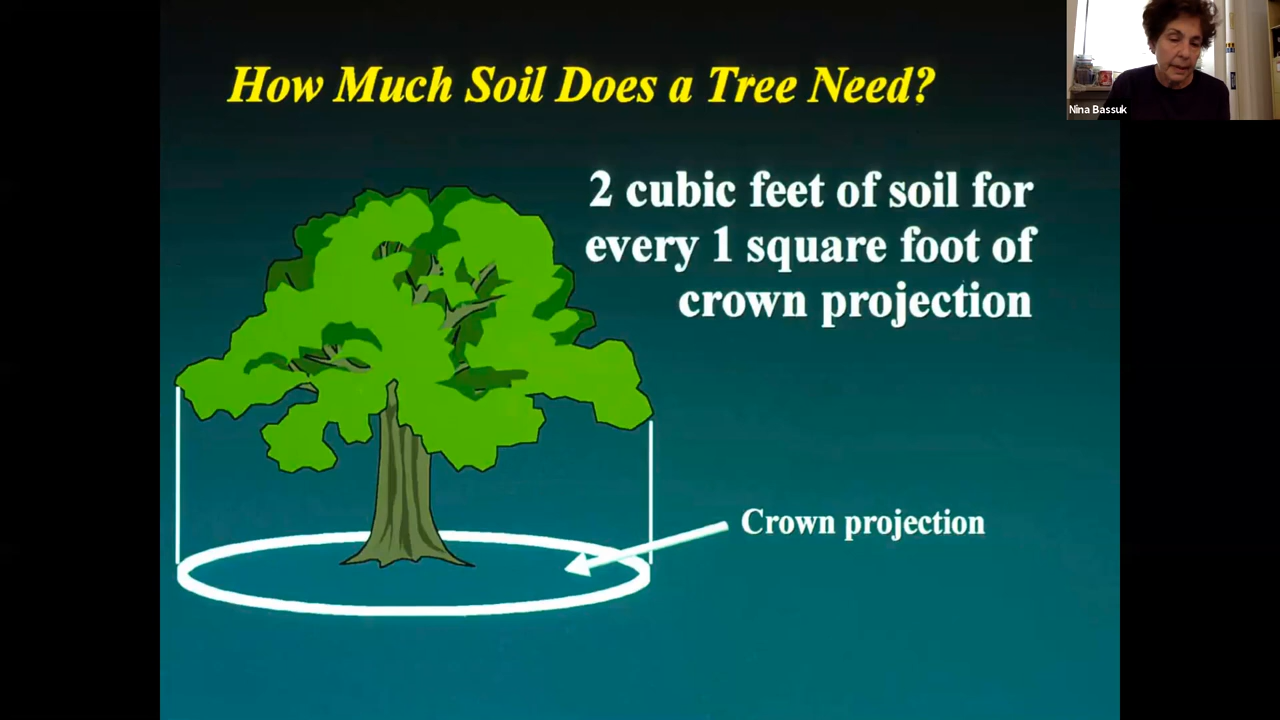 How Much Soil Does a Tree Need?
Nina Bassuk
2 cubic feet of soil for
every 1 square foot of
crown projection
Crown projection